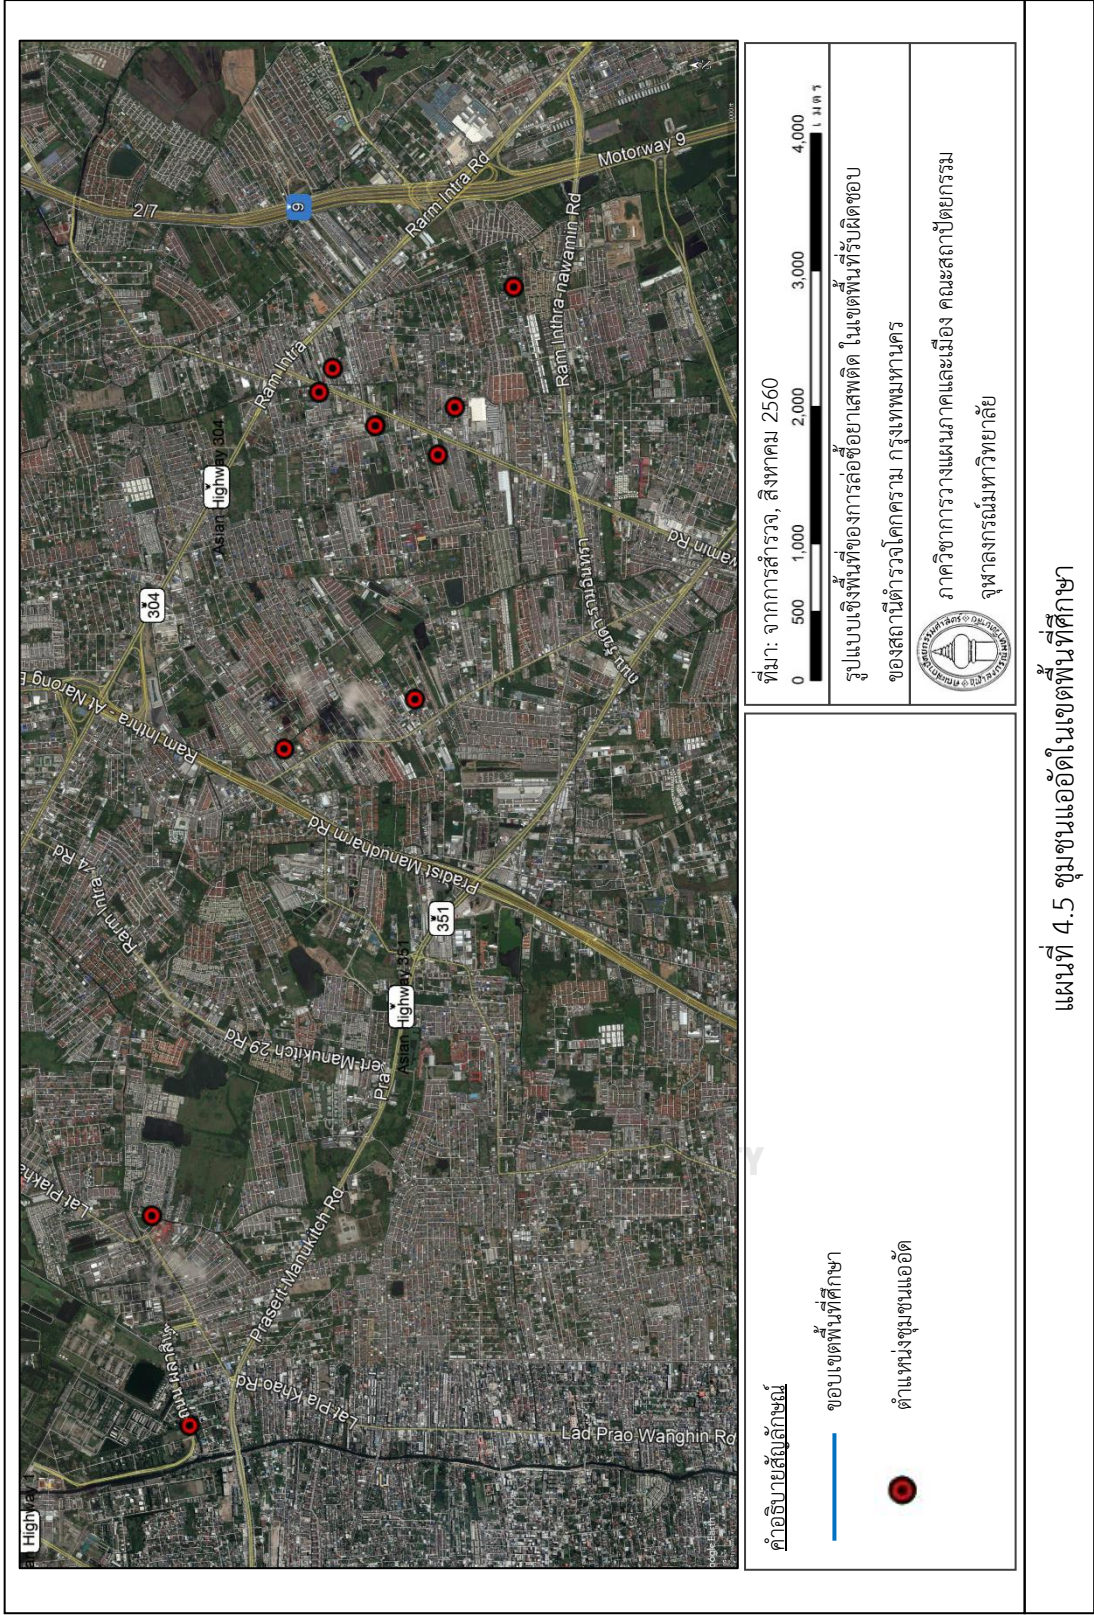 Asian Highway 304
304
Ram Intra
Rarm Intra Rd
2/7
9
Motorway 9
Ram Inthra-nawamin Rd
Ram Inthra - At Narong E
Rarm Intra 14 Rd
Pradist Manudharm Rd
351
Asian Highway 351
Prasert-Manukitch Rd
ert Manukitch 29 Rd
Pra
Lat Plakha
Lat Pla Khao Rd
Lad Prao Wanghin Rd
wamin Rd
Highway 1
Highw
คำอธิบายสัญลักษณ์
ขอบเขตพื้นที่ศึกษา
ตำแหน่งชุมชนแออัด
ที่มา: จากการสำรวจ, สิงหาคม 2560
0 500 1,000 2,000 3,000 4,000
เมตร
รูปแบบเชิงพื้นที่ของการล่อซื้อยาเสพติด ในเขตพื้นที่รับผิดชอบ
ของสถานีตำรวจโคกคราม กรุงเทพมหานคร
ภาควิชาการวางแผนภาคและเมือง คณะสถาปัตยกรรม
จุฬาลงกรณ์มหาวิทยาลัย
แผนที่ 4.5 ชุมชนแออัดในเขตพื้นที่ศึกษา